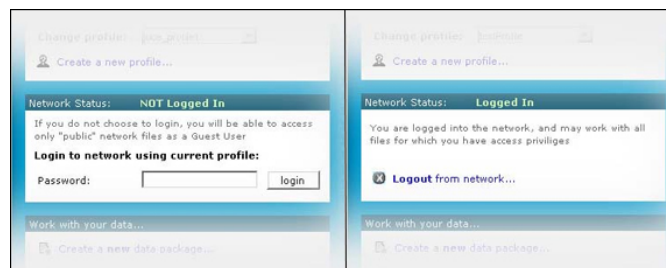 Change profile:
Create a new profile...
Network Status: NOT Logged In
If you do not choose to login, you will be able to access
only "public" network files as a Guest User
Login to network using current profile:
Password: login
Work with your data...
Create a new data package...
Change profile:
Create a new profile...
Network Status: Logged In
You are logged into the network, and may work with all
files for which you have access priviliges
Logout from network...
Work with your data...
Create a new data package...